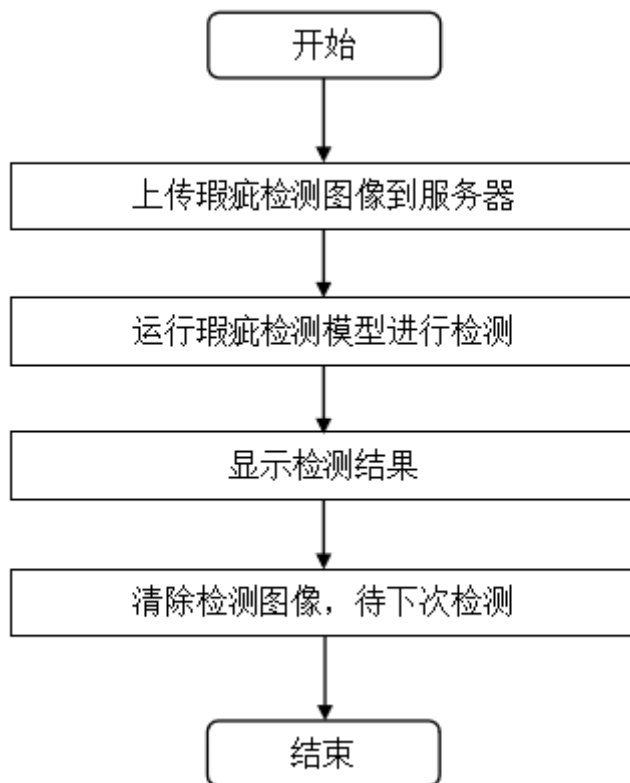 开始
上传瑕疵检测图像到服务器
运行瑕疵检测模型进行检测
显示检测结果
清除检测图像，待下次检测
结束